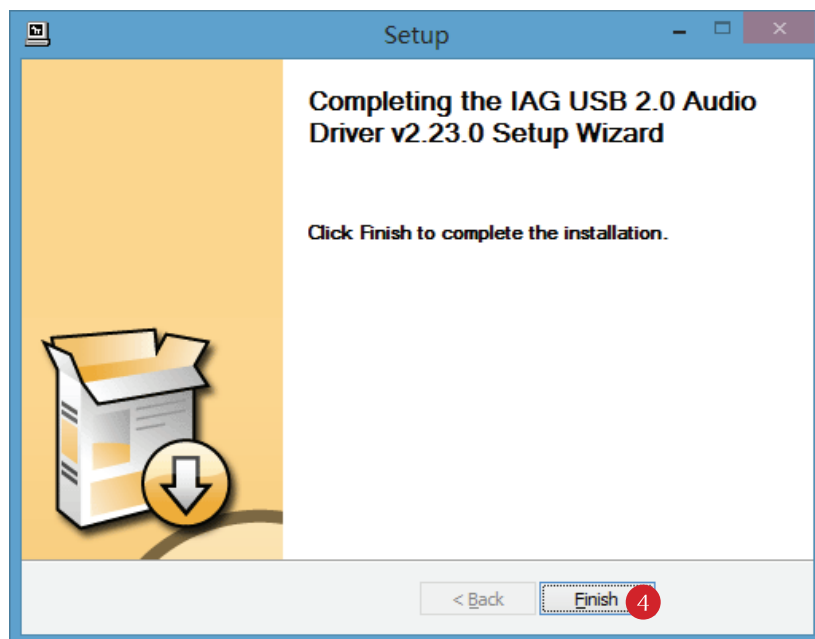 Setup
Completing the IAG USB 2.0 Audio
Driver v2.23.0 Setup Wizard
Click Finish to complete the installation.
< Back
Finish
4